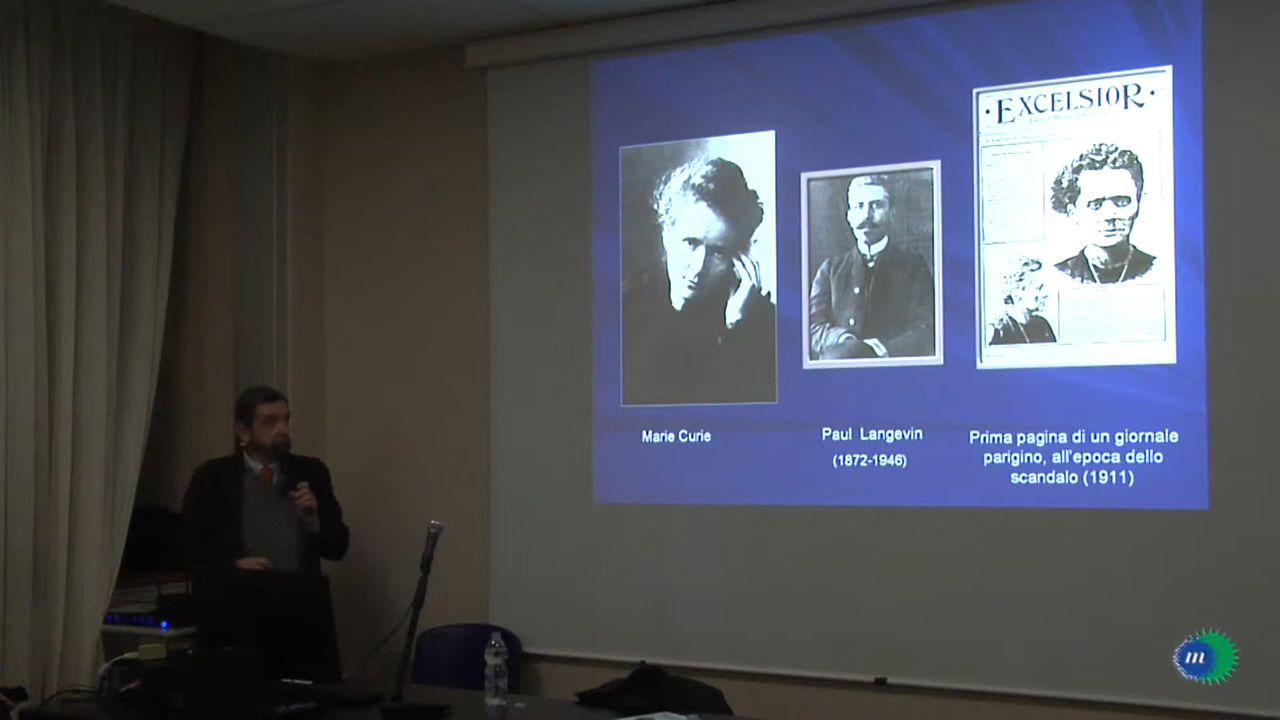 • EXCELSIOR •
Marie Curie
Paul Langevin
(1872-1946)
Prima pagina di un giornale
parigino, all'epoca dello
scandalo (1911)
m